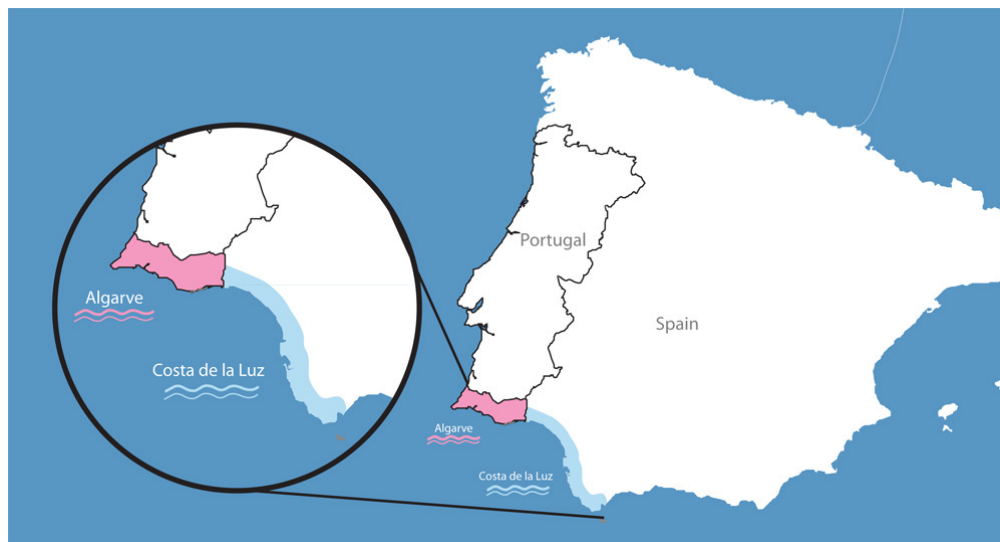 Portugal
Algarve
Spain
Costa de la Luz
Algarve
Costa de la Luz